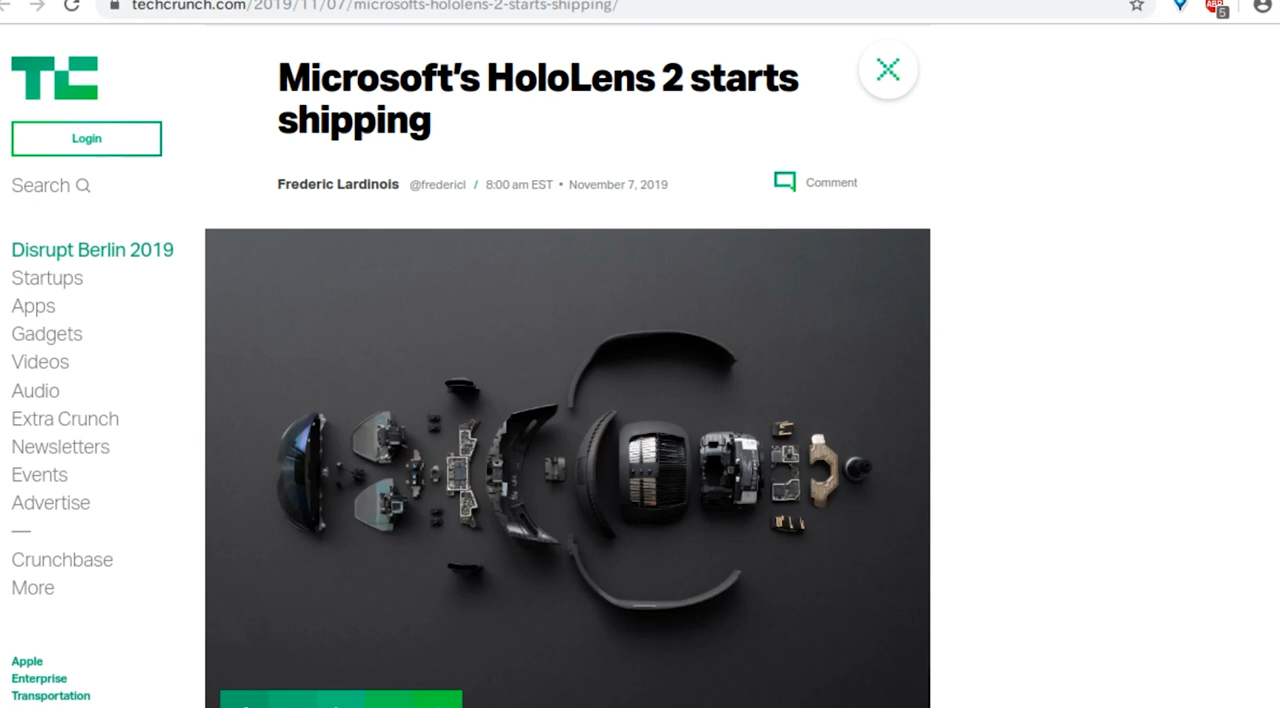 techcrunch.com/2019/11/07/microsofts-hololens-2-starts-shipping/
ABP
5
TC
Login
Search
Disrupt Berlin 2019
Startups
Apps
Gadgets
Videos
Audio
Extra Crunch
Newsletters
Events
Advertise
—
Crunchbase
More
Apple
Enterprise
Transportation
Microsoft’s HoloLens 2 starts
shipping
Frederic Lardinois @fredericl / 8:00 am EST • November 7, 2019
Comment